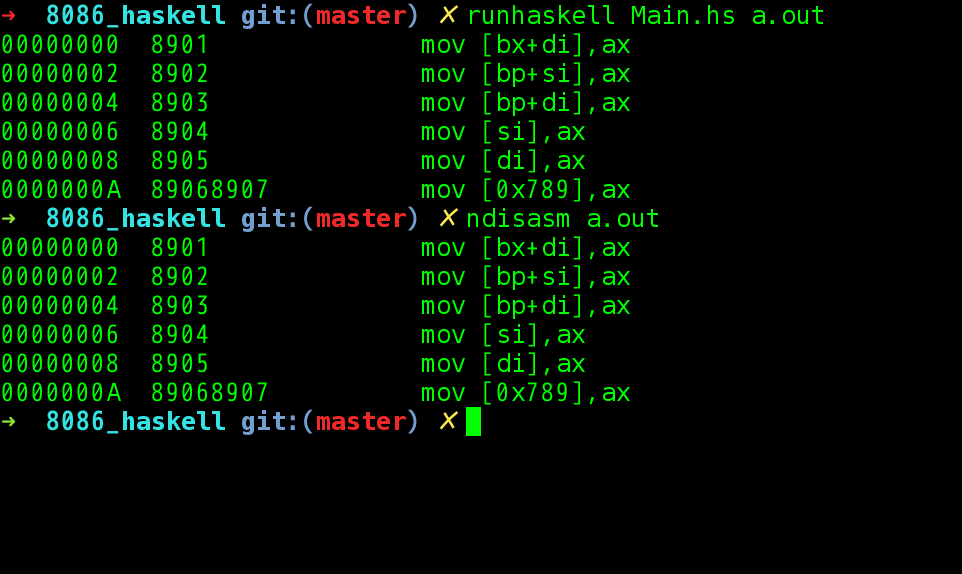 ➜  8086_haskell git:(master) ✗ runhaskell Main.hs a.out
00000000  8901              mov [bx+di],ax
00000002  8902              mov [bp+si],ax
00000004  8903              mov [bp+di],ax
00000006  8904              mov [si],ax
00000008  8905              mov [di],ax
0000000A  89068907          mov [0x789],ax
➜  8086_haskell git:(master) ✗ ndisasm a.out
00000000  8901              mov [bx+di],ax
00000002  8902              mov [bp+si],ax
00000004  8903              mov [bp+di],ax
00000006  8904              mov [si],ax
00000008  8905              mov [di],ax
0000000A  89068907          mov [0x789],ax
➜  8086_haskell git:(master) ✗